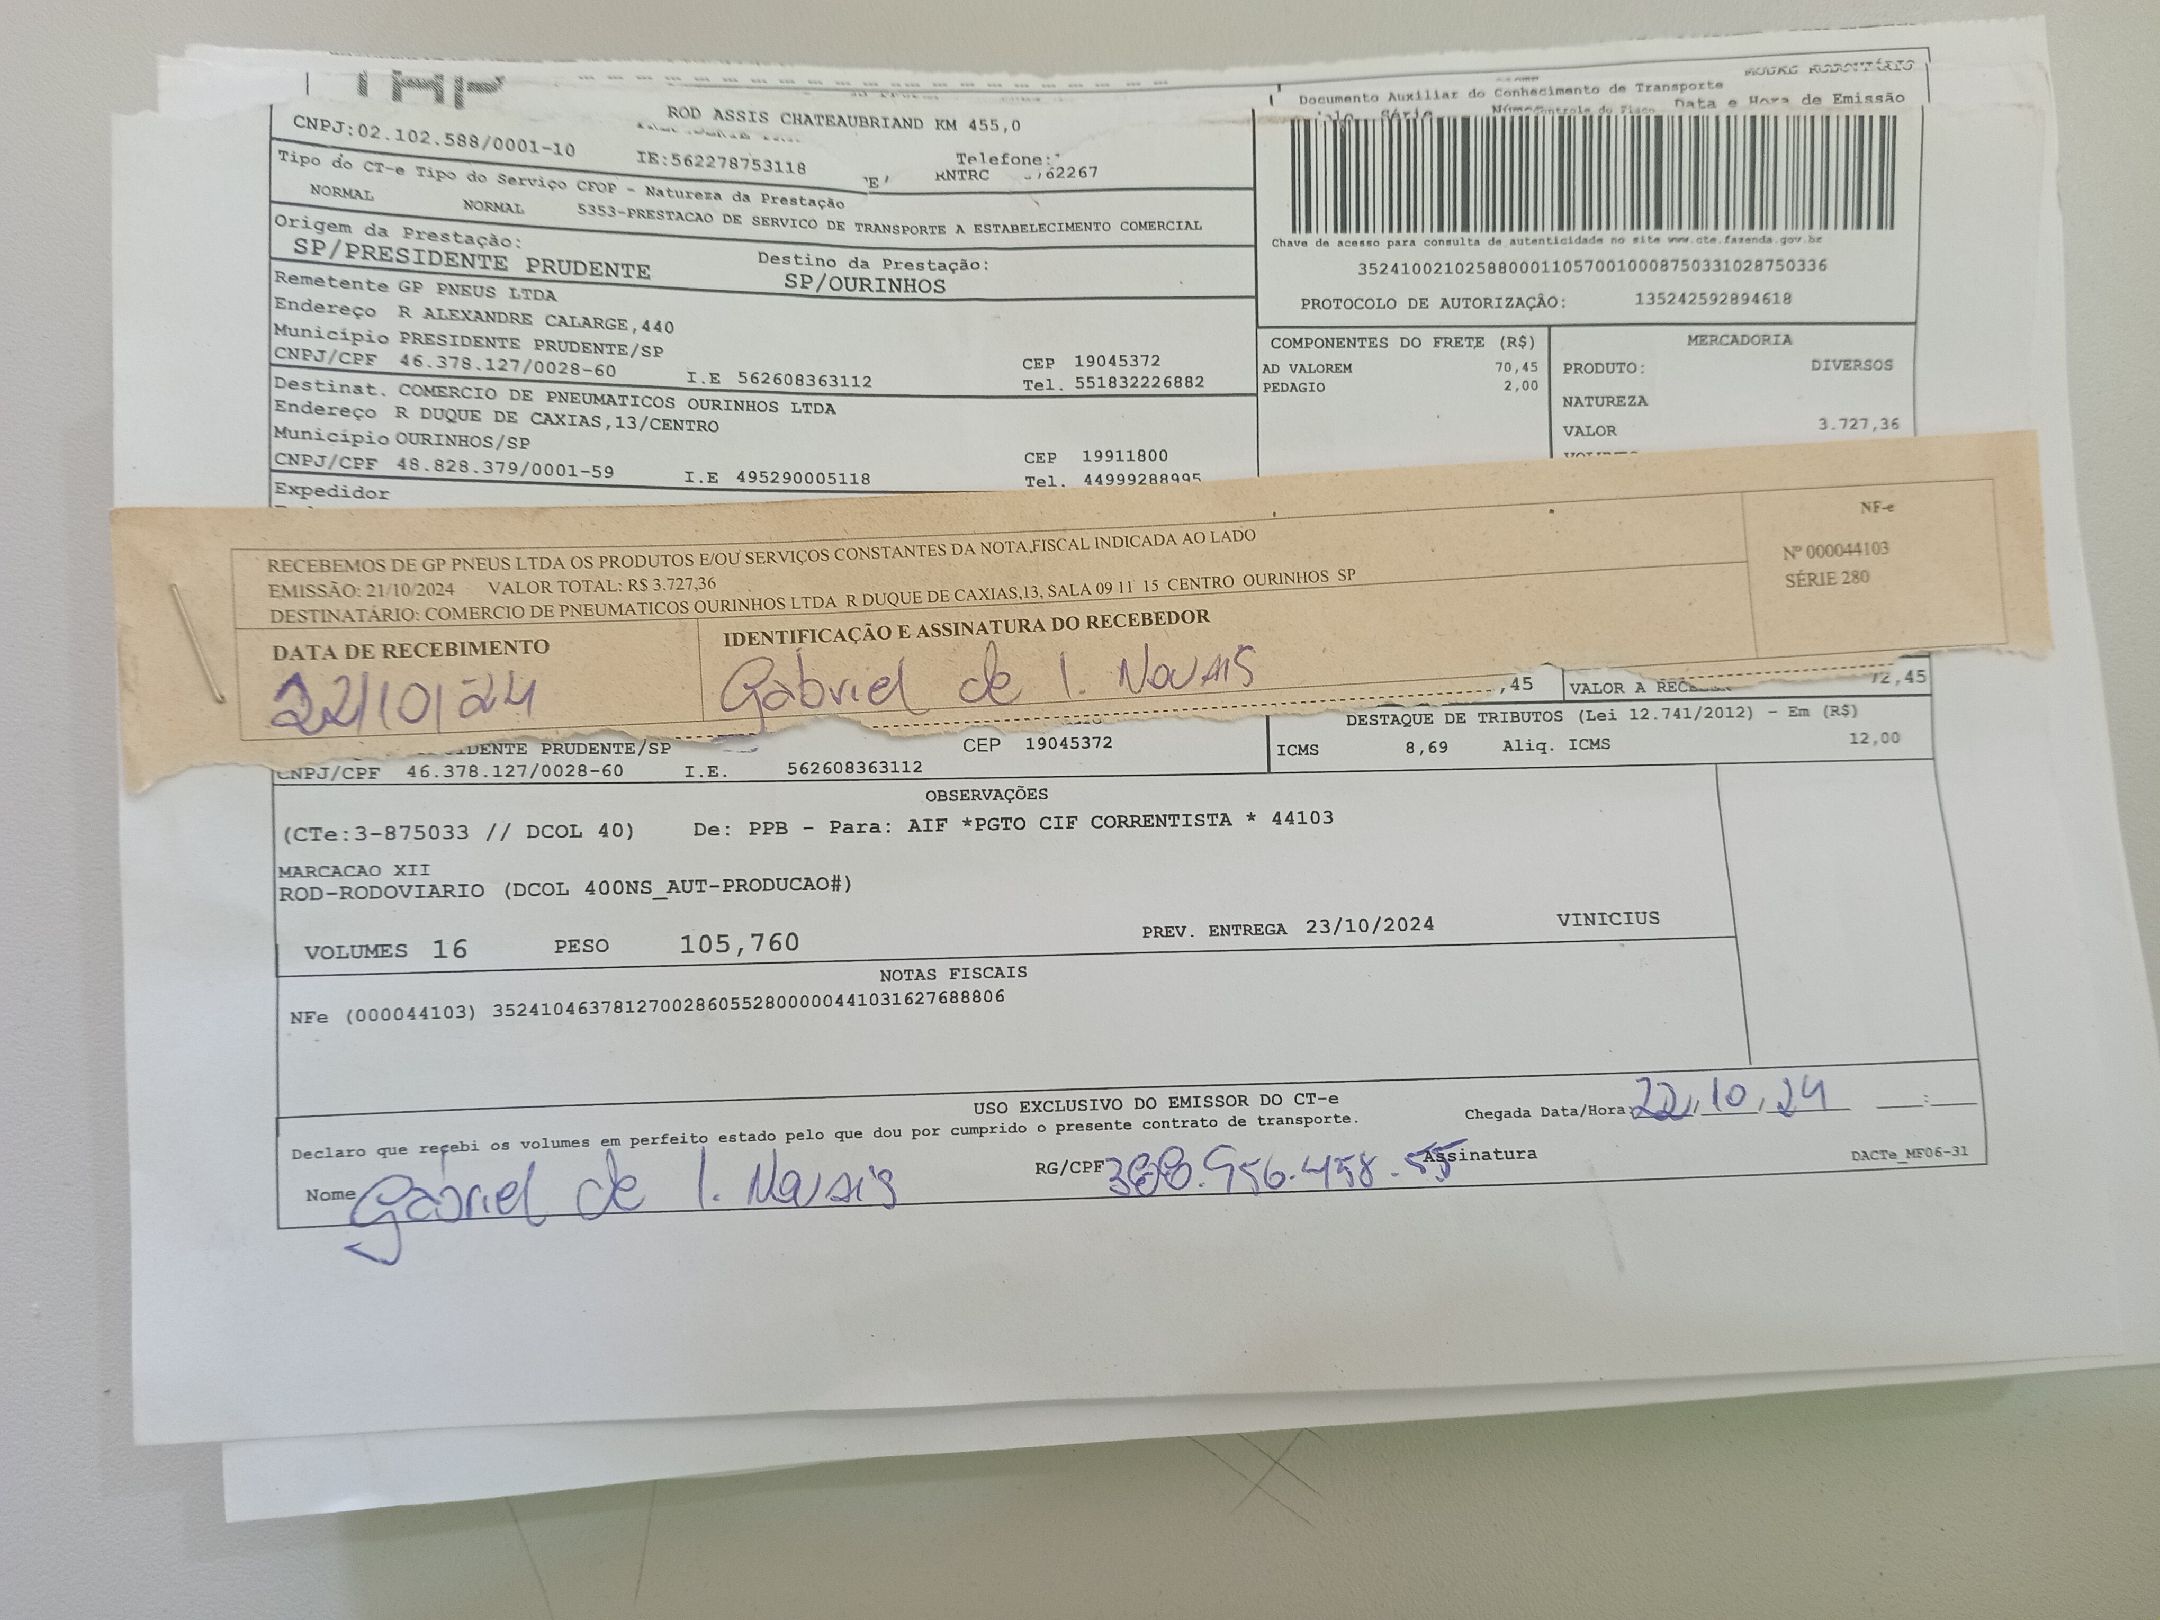 ROD ASSIS CHATEAUBRIAND KM 455,0
CNPJ:02.102.588/0001-10 IE:562278753118 Telefone:
RNTRC 762267
Tipo do CT-e Tipo do Serviço CFOP - Natureza da Prestação
NORMAL NORMAL 5353-PRESTACAO DE SERVICO DE TRANSPORTE A ESTABELECIMENTO COMERCIAL
Origem da Prestação: Destino da Prestação:
SP/PRESIDENTE PRUDENTE SP/OURINHOS
Remetente GP PNEUS LTDA
Endereço R ALEXANDRE CALARGE,440
Município PRESIDENTE PRUDENTE/SP CEP 19045372
CNPJ/CPF 46.378.127/0028-60 I.E 562608363112 Tel. 551832226882
Destinat. COMERCIO DE PNEUMATICOS OURINHOS LTDA
Endereço R DUQUE DE CAXIAS,13/CENTRO
Município OURINHOS/SP CEP 19911800
CNPJ/CPF 48.828.379/0001-59 I.E 495290005118 Tel. 44999288995
Expedidor
MODAL RODOVIÁRIO
Documento Auxiliar do Conhecimento de Transporte
Série Data e Hora de Emissão
Chave de acesso para consulta de autenticidade no site www.cte.fazenda.gov.br
35241002102588000110570010008750331028750336
PROTOCOLO DE AUTORIZAÇÃO: 135242592894618
COMPONENTES DO FRETE (R$) MERCADORIA
AD VALOREM 70,45 PRODUTO: DIVERSOS
PEDAGIO 2,00 NATUREZA
VALOR 3.727,36
RECEBEMOS DE GP PNEUS LTDA OS PRODUTOS E/OU SERVIÇOS CONSTANTES DA NOTA FISCAL INDICADA AO LADO
EMISSÃO: 21/10/2024 VALOR TOTAL: R$ 3.727,36
DESTINATÁRIO: COMERCIO DE PNEUMATICOS OURINHOS LTDA R DUQUE DE CAXIAS,13, SALA 09 11 15 CENTRO OURINHOS SP
NF-e
Nº 000044103
SÉRIE 280
DATA DE RECEBIMENTO IDENTIFICAÇÃO E ASSINATURA DO RECEBEDOR
22/10/24 Gabriel de I. Novais
,45 VALOR A 72,45
PRUDENTE/SP CEP 19045372
CNPJ/CPF 46.378.127/0028-60 I.E. 562608363112
DESTAQUE DE TRIBUTOS (Lei 12.741/2012) - Em (R$)
ICMS 8,69 Aliq. ICMS 12,00
OBSERVAÇÕES
(CTe:3-875033 // DCOL 40) De: PPB - Para: AIF *PGTO CIF CORRENTISTA * 44103
MARCACAO XII
ROD-RODOVIARIO (DCOL 400NS_AUT-PRODUCAO#)
VOLUMES 16 PESO 105,760 PREV. ENTREGA 23/10/2024 VINICIUS
NOTAS FISCAIS
NFe (000044103) 35241046378127002860552800000441031627688806
USO EXCLUSIVO DO EMISSOR DO CT-e
Declaro que recebi os volumes em perfeito estado pelo que dou por cumprido o presente contrato de transporte.
Chegada Data/Hora: 22,10,24 :
Nome Gabriel de I. Novais RG/CPF 388.956.458.55 Assinatura
DACTe_MF06-31